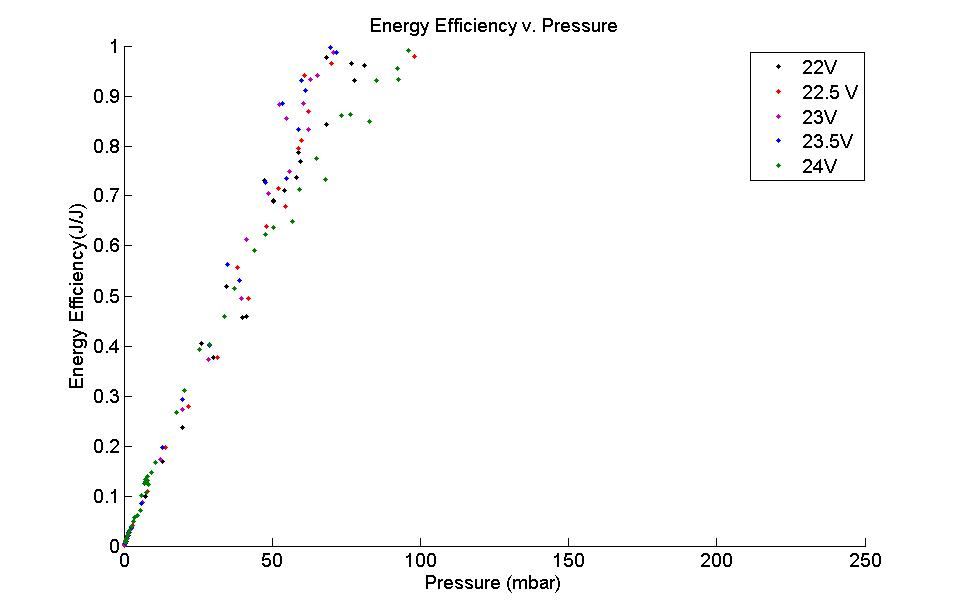 Energy Efficiency v. Pressure
1
0.9
0.8
0.7
0.6
0.5
0.4
0.3
0.2
0.1
0
Energy Efficiency(J/J)
22V
22.5 V
23V
23.5V
24V
0 50 100 150 200 250
Pressure (mbar)